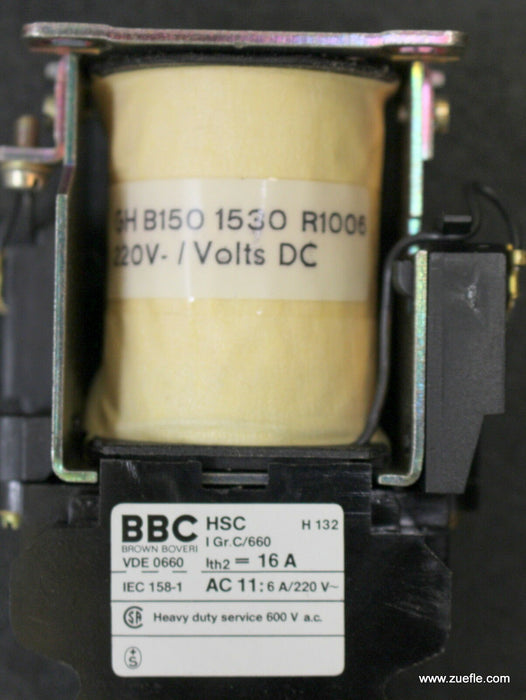 GH B150 1530 R1006
220V- / Volts DC
BBC HSC H 132
BROWN BOVERI I Gr.C/660
VDE 0660 Ith2 = 16 A
IEC 158-1 AC 11: 6 A/220 V~
SA Heavy duty service 600 V a.c.
+S
www.zuefle.com